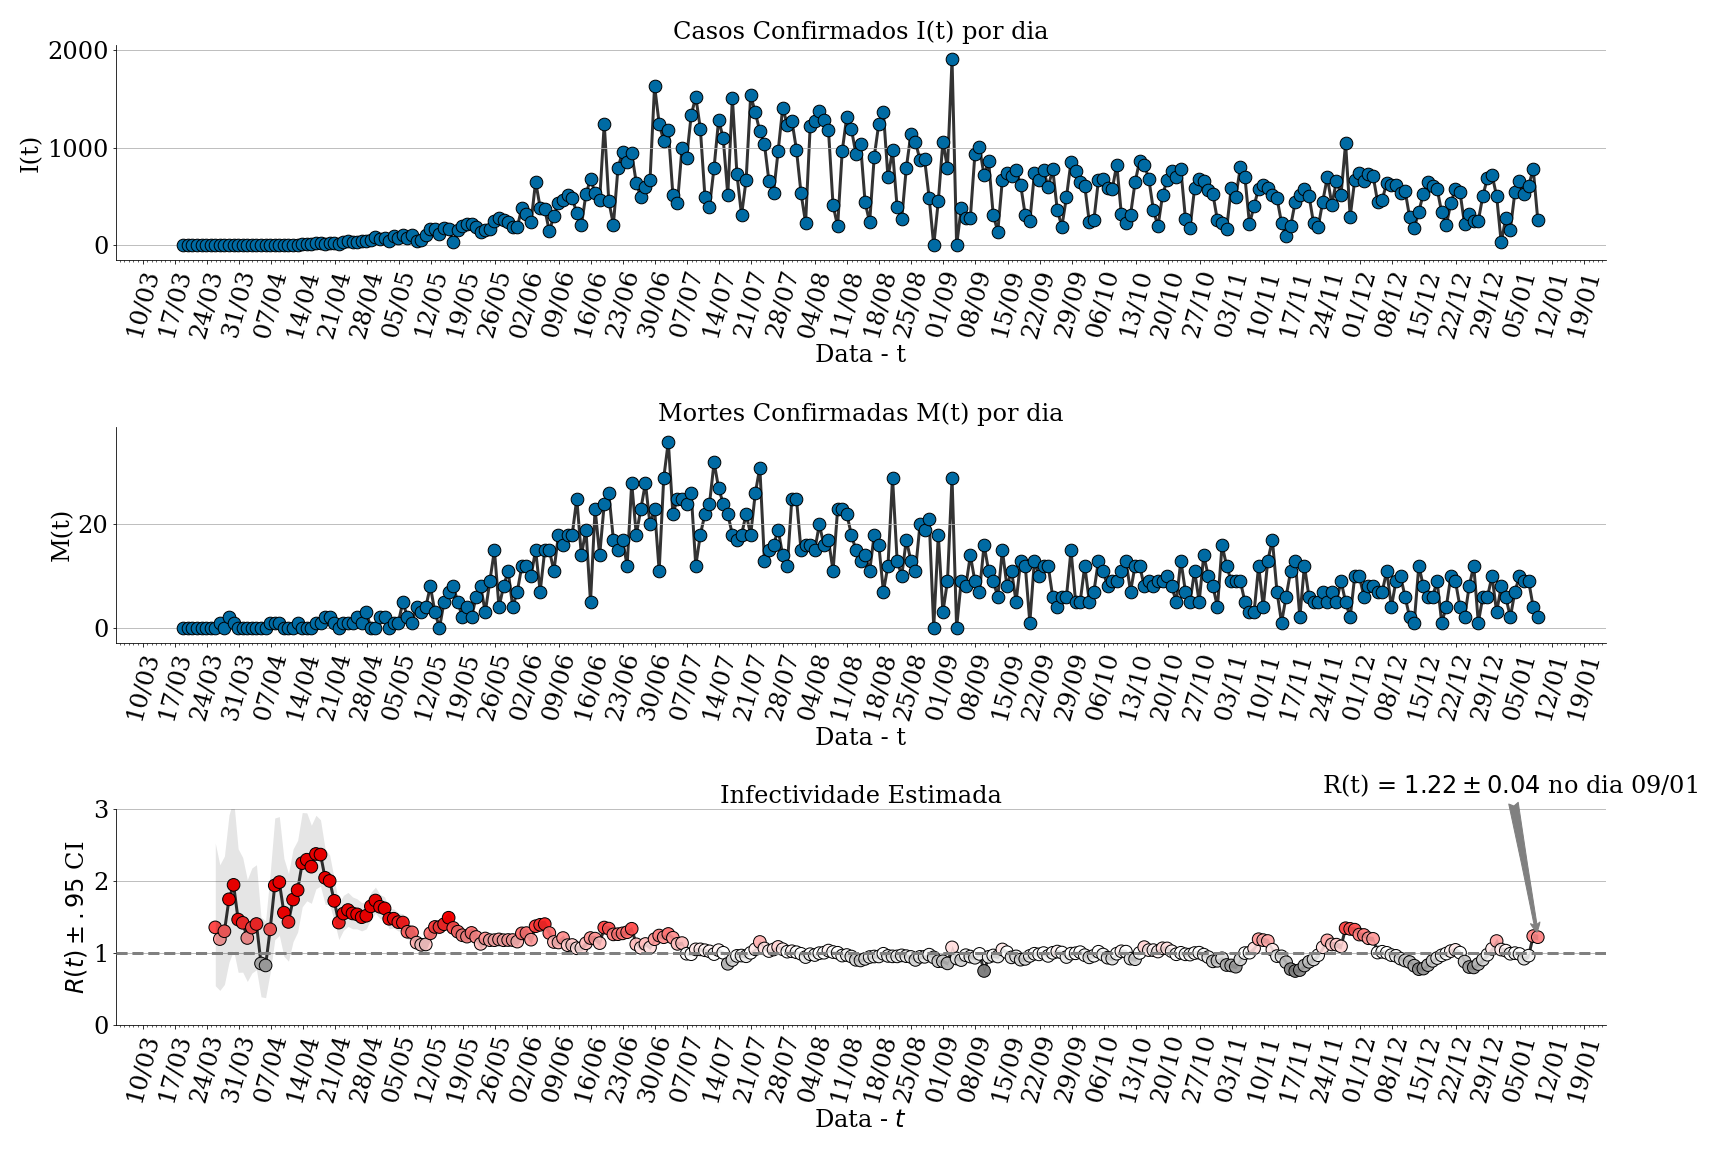 Casos Confirmados I(t) por dia
2000
1000
0
I(t)
10/03 17/03 24/03 31/03 07/04 14/04 21/04 28/04 05/05 12/05 19/05 26/05 02/06 09/06 16/06 23/06 30/06 07/07 14/07 21/07 28/07 04/08 11/08 18/08 25/08 01/09 08/09 15/09 22/09 29/09 06/10 13/10 20/10 27/10 03/11 10/11 17/11 24/11 01/12 08/12 15/12 22/12 29/12 05/01 12/01 19/01
Data - t
Mortes Confirmadas M(t) por dia
20
0
M(t)
10/03 17/03 24/03 31/03 07/04 14/04 21/04 28/04 05/05 12/05 19/05 26/05 02/06 09/06 16/06 23/06 30/06 07/07 14/07 21/07 28/07 04/08 11/08 18/08 25/08 01/09 08/09 15/09 22/09 29/09 06/10 13/10 20/10 27/10 03/11 10/11 17/11 24/11 01/12 08/12 15/12 22/12 29/12 05/01 12/01 19/01
Data - t
R(t) = 1.22 ± 0.04 no dia 09/01
Infectividade Estimada
3
2
1
0
R(t) ± .95 CI
10/03 17/03 24/03 31/03 07/04 14/04 21/04 28/04 05/05 12/05 19/05 26/05 02/06 09/06 16/06 23/06 30/06 07/07 14/07 21/07 28/07 04/08 11/08 18/08 25/08 01/09 08/09 15/09 22/09 29/09 06/10 13/10 20/10 27/10 03/11 10/11 17/11 24/11 01/12 08/12 15/12 22/12 29/12 05/01 12/01 19/01
Data - t